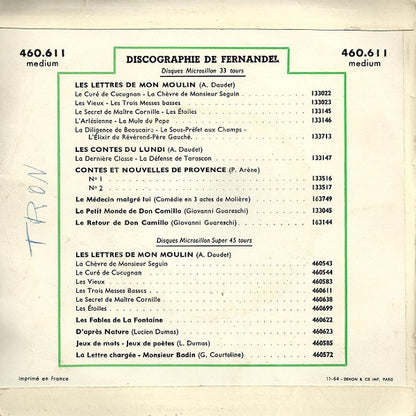 460.611
medium
DISCOGRAPHIE DE FERNANDEL
460.611
medium
Disques Microsillon 33 tours
LES LETTRES DE MON MOULIN (A. Daudet)
Le Curé de Cucugnan - La Chèvre de Monsieur Seguin 133022
Les Vieux - Les Trois Messes basses 133023
Le Secret de Maître Cornille - Les Étoiles 133145
L'Arlésienne - La Mule du Pape 133146
La Diligence de Beaucaire - Le Sous-Préfet aux Champs -
L'Élixir du Révérend-Père Gauché. 133713
LES CONTES DU LUNDI (A. Daudet)
La Dernière Classe - La Défense de Tarascon 133147
CONTES ET NOUVELLES DE PROVENCE (P. Arène)
N° 1 133516
N° 2 133517
Le Médecin malgré lui (Comédie en 3 actes de Molière) 163749
Le Petit Monde de Don Camillo (Giovanni Guareschi) 133045
Le Retour de Don Camillo (Giovanni Guareschi) 163144
Disques Microsillon Super 45 tours
LES LETTRES DE MON MOULIN (A. Daudet)
La Chèvre de Monsieur Seguin 460543
Le Curé de Cucugnan 460544
Les Vieux 460583
Les Trois Messes Basses 460611
Le Secret de Maître Cornille 460638
Les Étoiles 460699
Les Fables de La Fontaine 460622
D'après Nature (Lucien Dumas) 460623
Jeux de mots - Jeux de poètes (L. Dumas) 460585
La Lettre chargée - Monsieur Badin (G. Courteline) 460572
TRON
imprimé en France
11-64 - DEHON & CIE IMP. PARIS